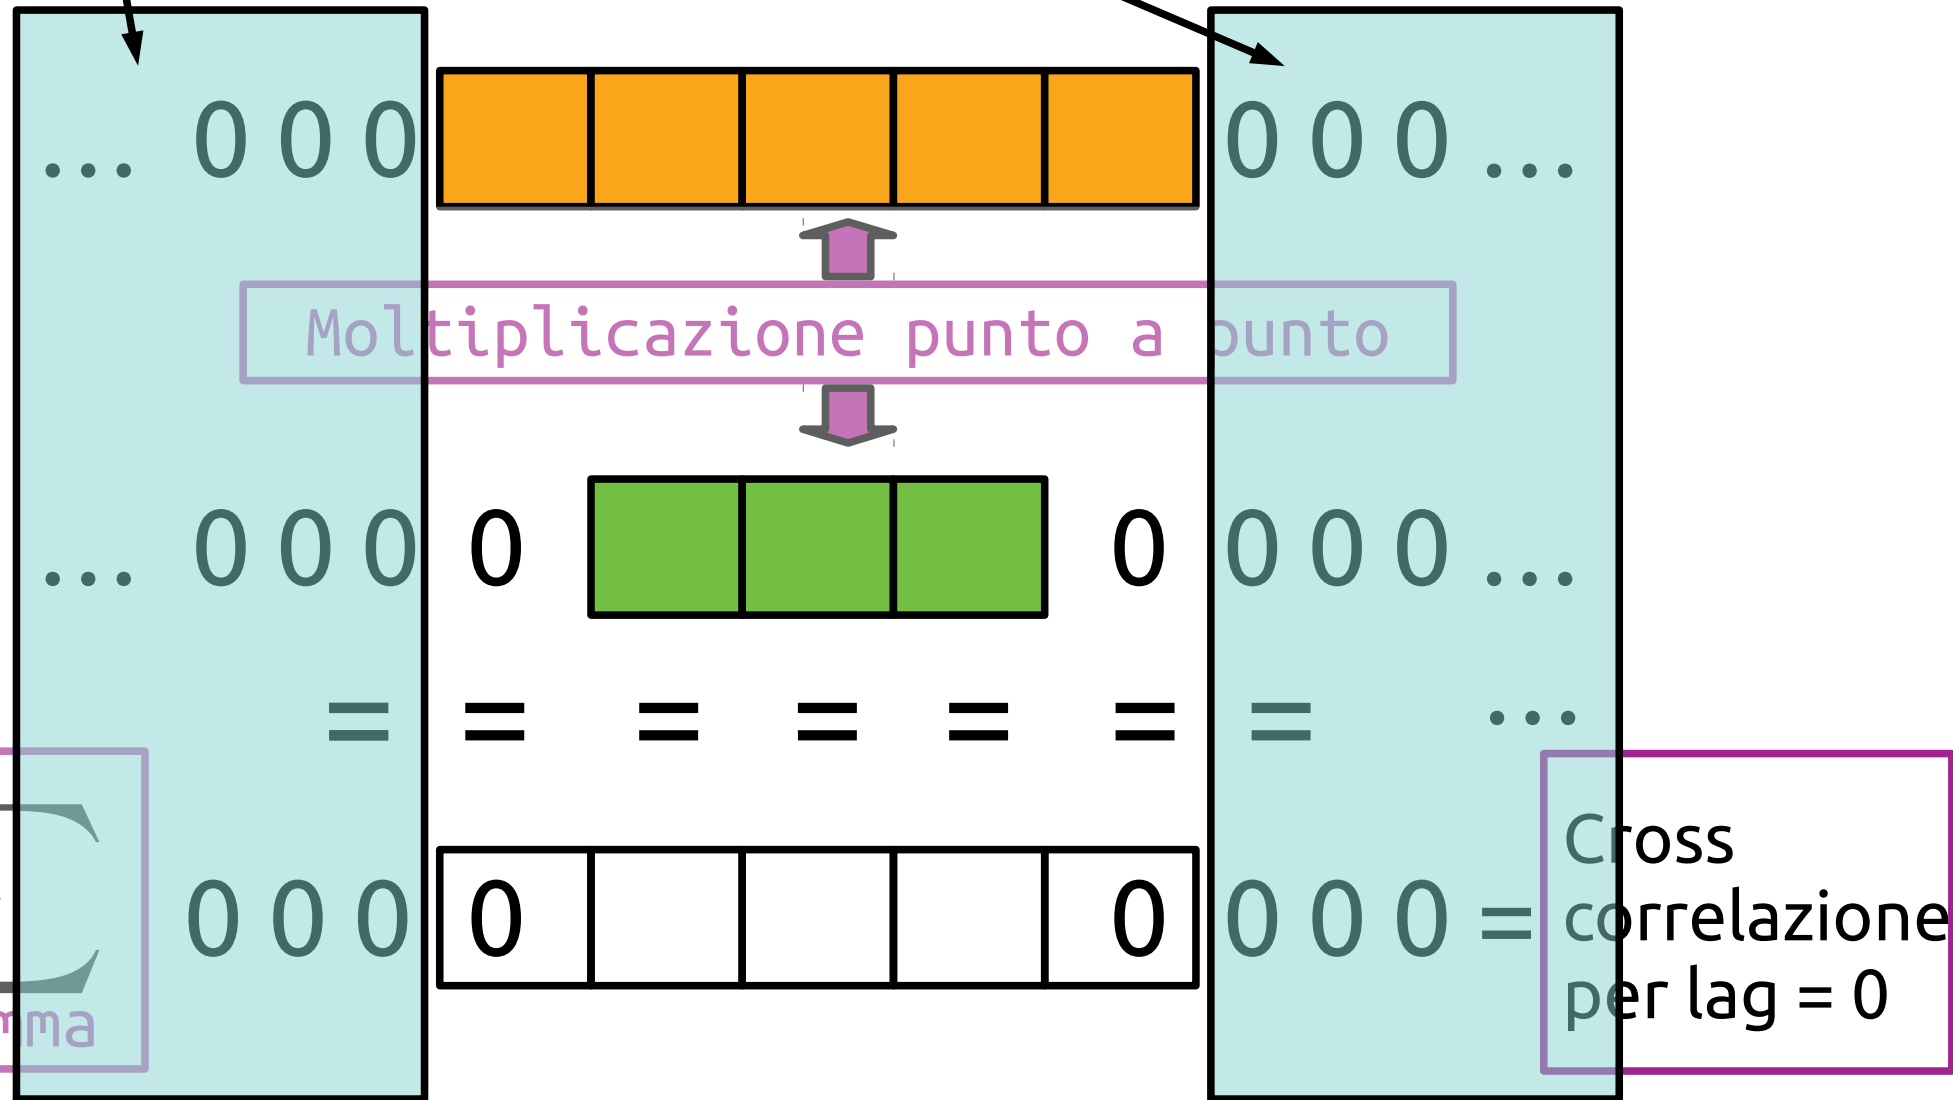 ... 0 0 0 0 0 0 ...
Moltiplicazione punto a punto
... 0 0 0 0 0 0 0 0 ...
= = = = = = = ...
0 0 0 0 0 0 0 0 =
Cross
correlazione
per lag = 0